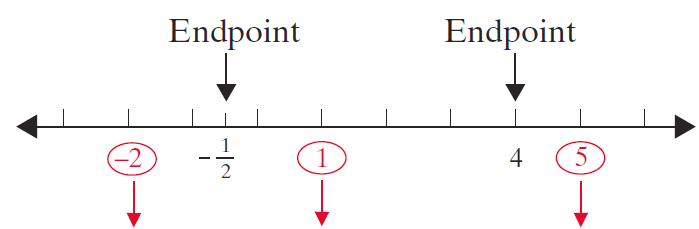 Endpoint Endpoint
–2 -1/2 1 4 5